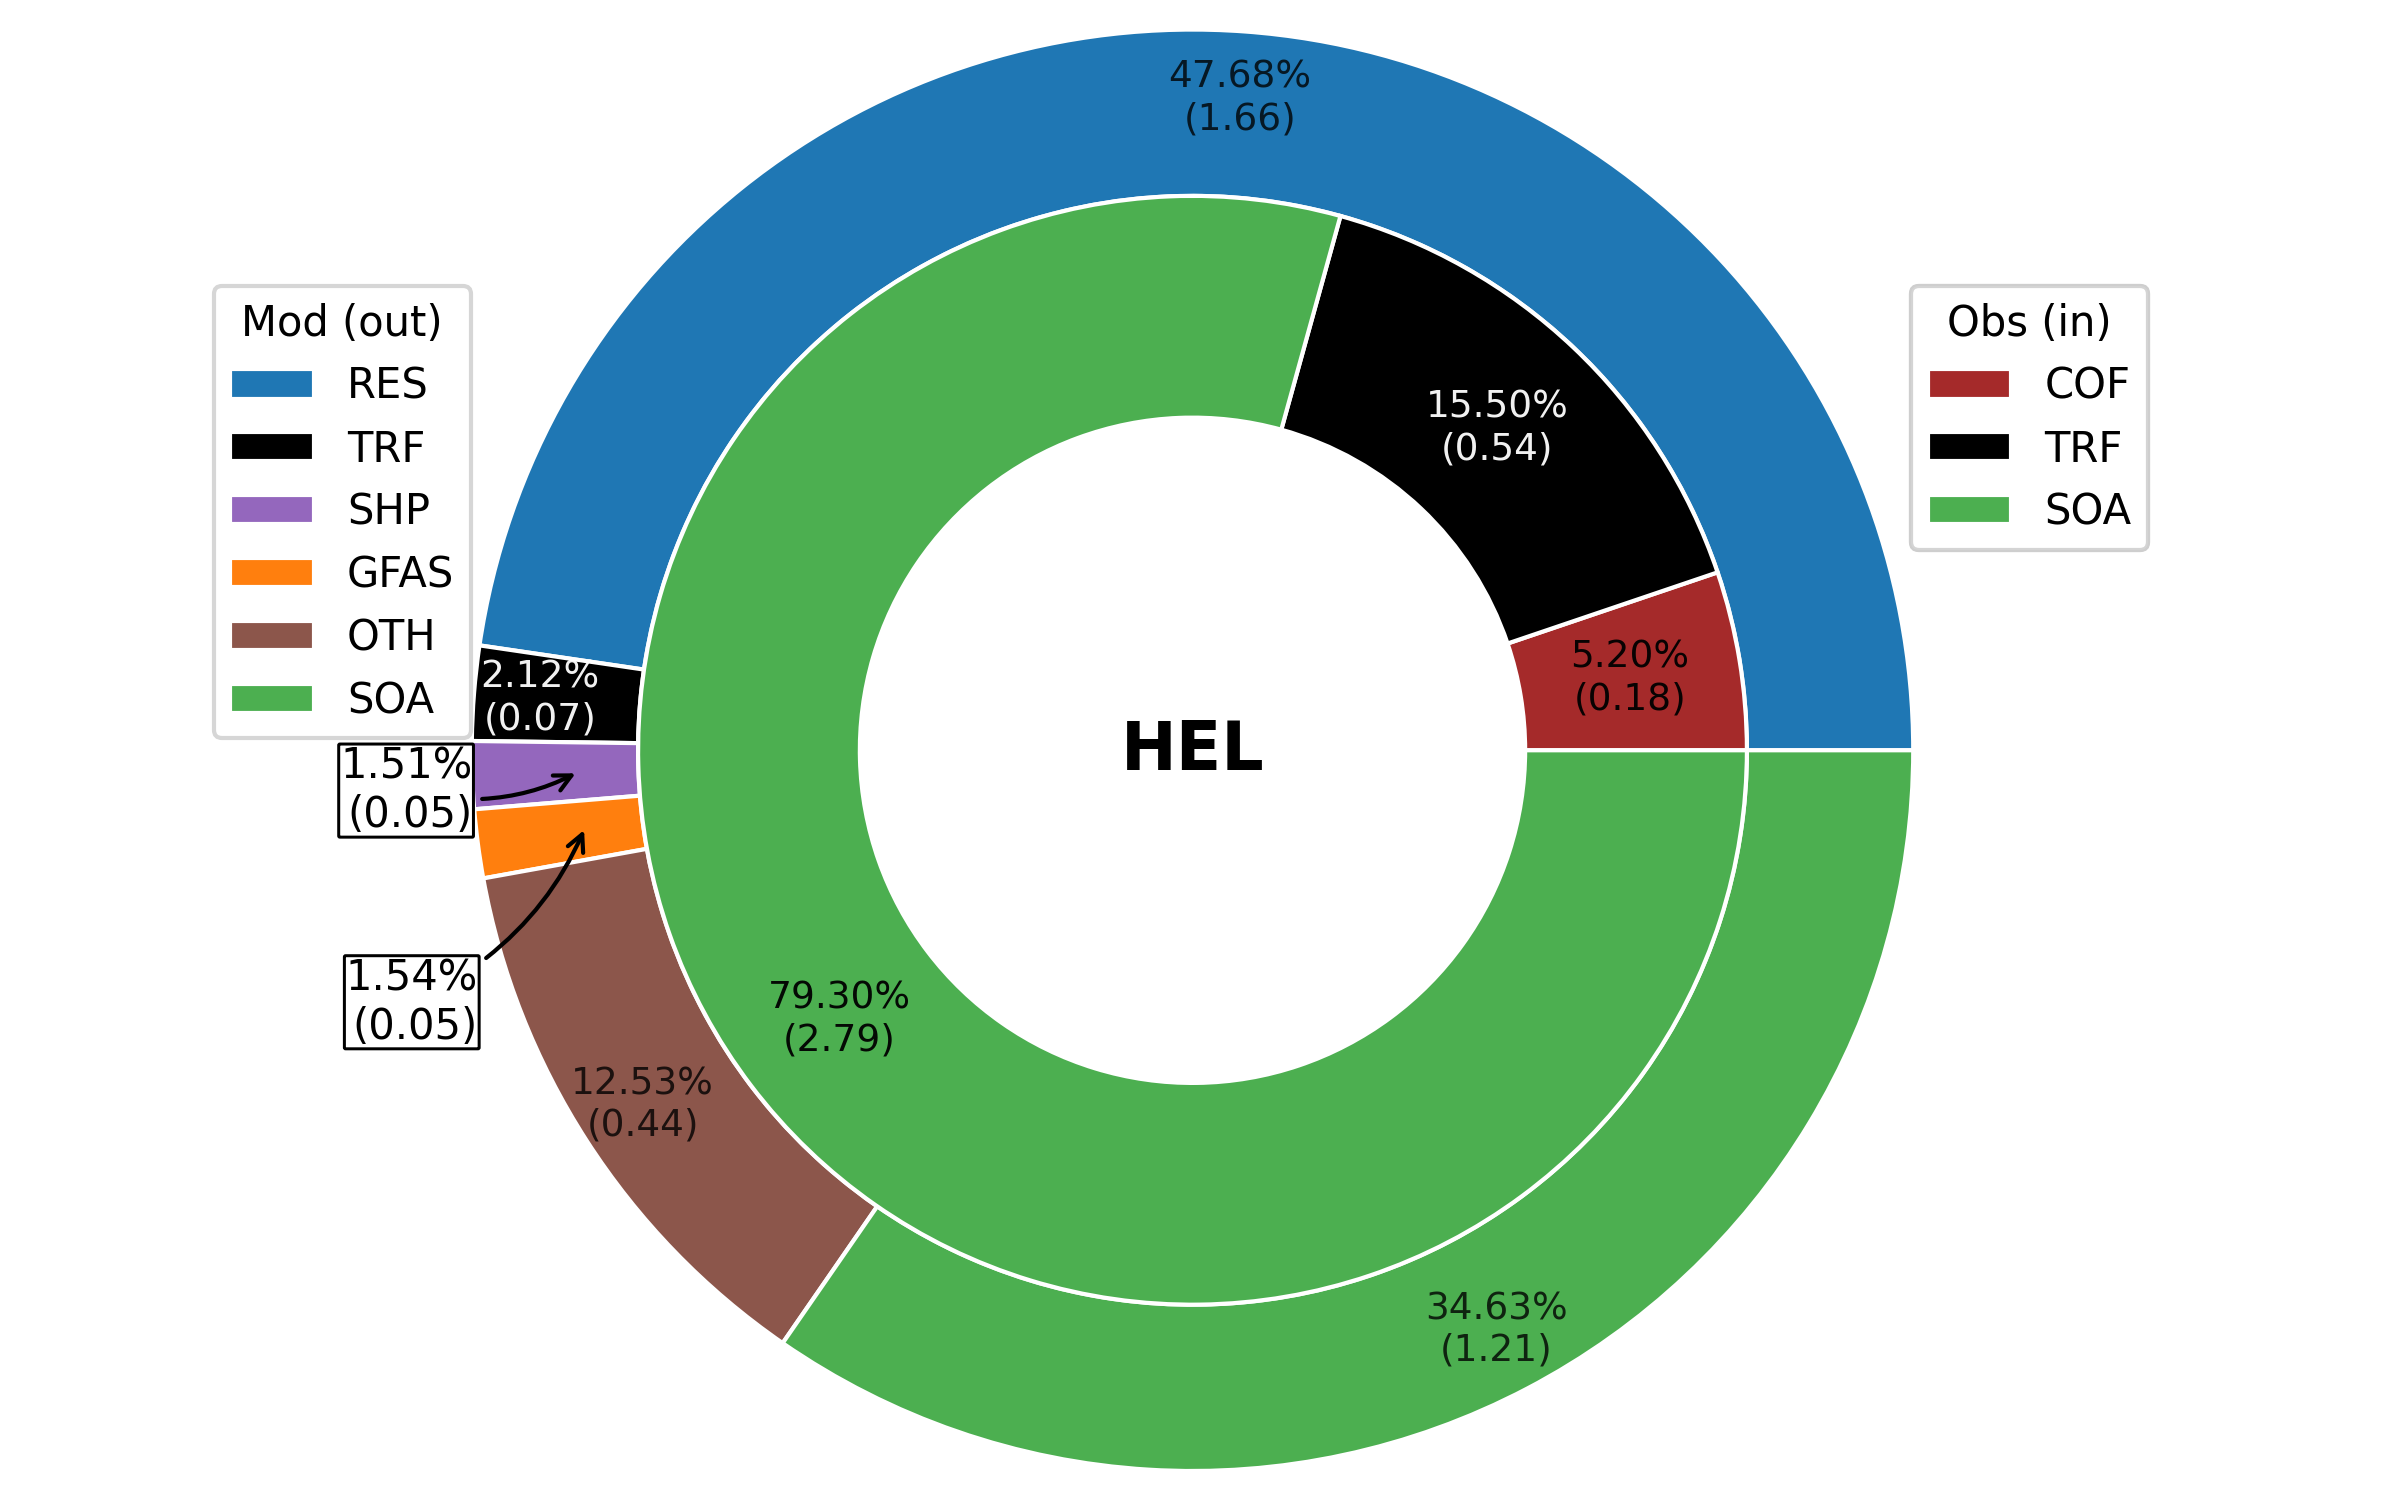 47.68%
(1.66)
Mod (out)
RES
TRF
SHP
GFAS
OTH
SOA
Obs (in)
COF
TRF
SOA
15.50%
(0.54)
5.20%
(0.18)
2.12%
(0.07)
HEL
1.51%
(0.05)
1.54%
(0.05)
79.30%
(2.79)
12.53%
(0.44)
34.63%
(1.21)